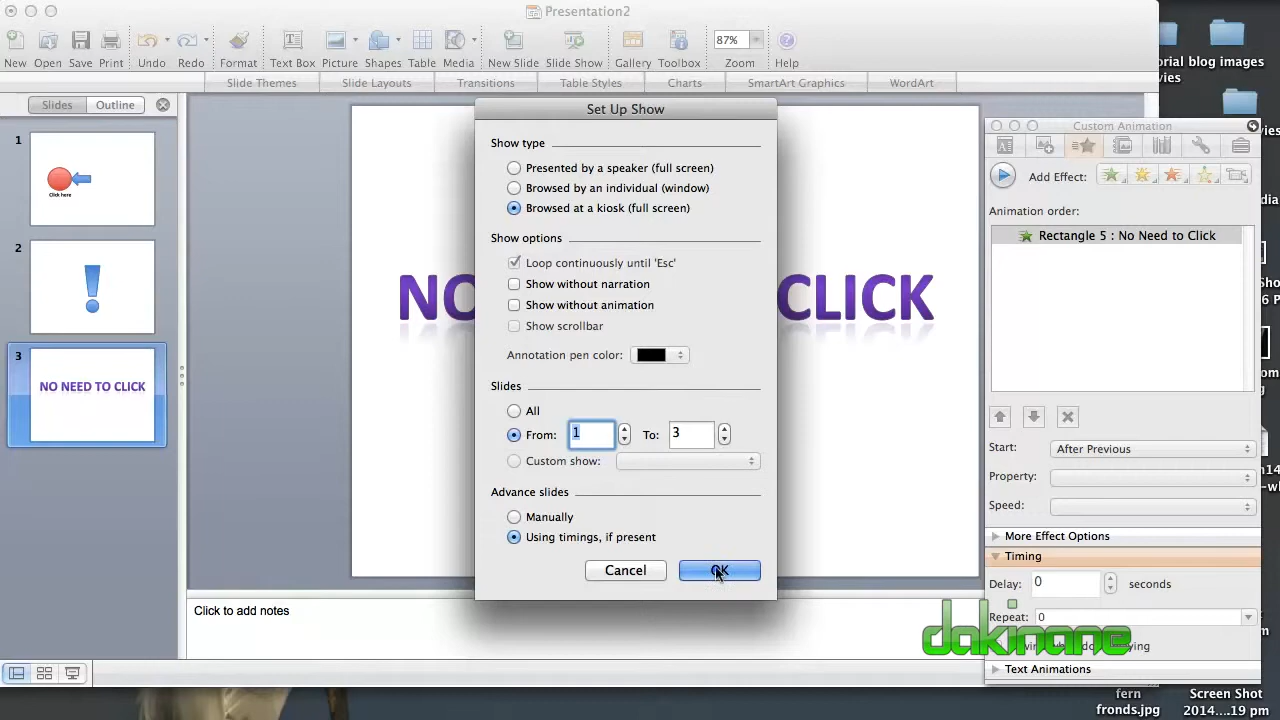 Presentation2
New Open Save Print Undo Redo Format Text Box Picture Shapes Table Media New Slide Slide Show Gallery Toolbox Zoom Help
87%
Slide Themes Slide Layouts Transitions Table Styles Charts SmartArt Graphics WordArt
Slides Outline
1
Click here
2
3
NO NEED TO CLICK
NO
CLICK
Set Up Show
Show type
Presented by a speaker (full screen)
Browsed by an individual (window)
Browsed at a kiosk (full screen)
Show options
Loop continuously until 'Esc'
Show without narration
Show without animation
Show scrollbar
Annotation pen color:
Slides
All
From: 1 To: 3
Custom show:
Advance slides
Manually
Using timings, if present
Cancel OK
Click to add notes
Custom Animation
Add Effect:
Animation order:
Rectangle 5 : No Need to Click
Start: After Previous
Property:
Speed:
More Effect Options
Timing
Delay: 0 seconds
Repeat: 0
Text Animations
dakinane
orial blog images
vies
fern
fronds.jpg
Screen Shot
2014....19 pm